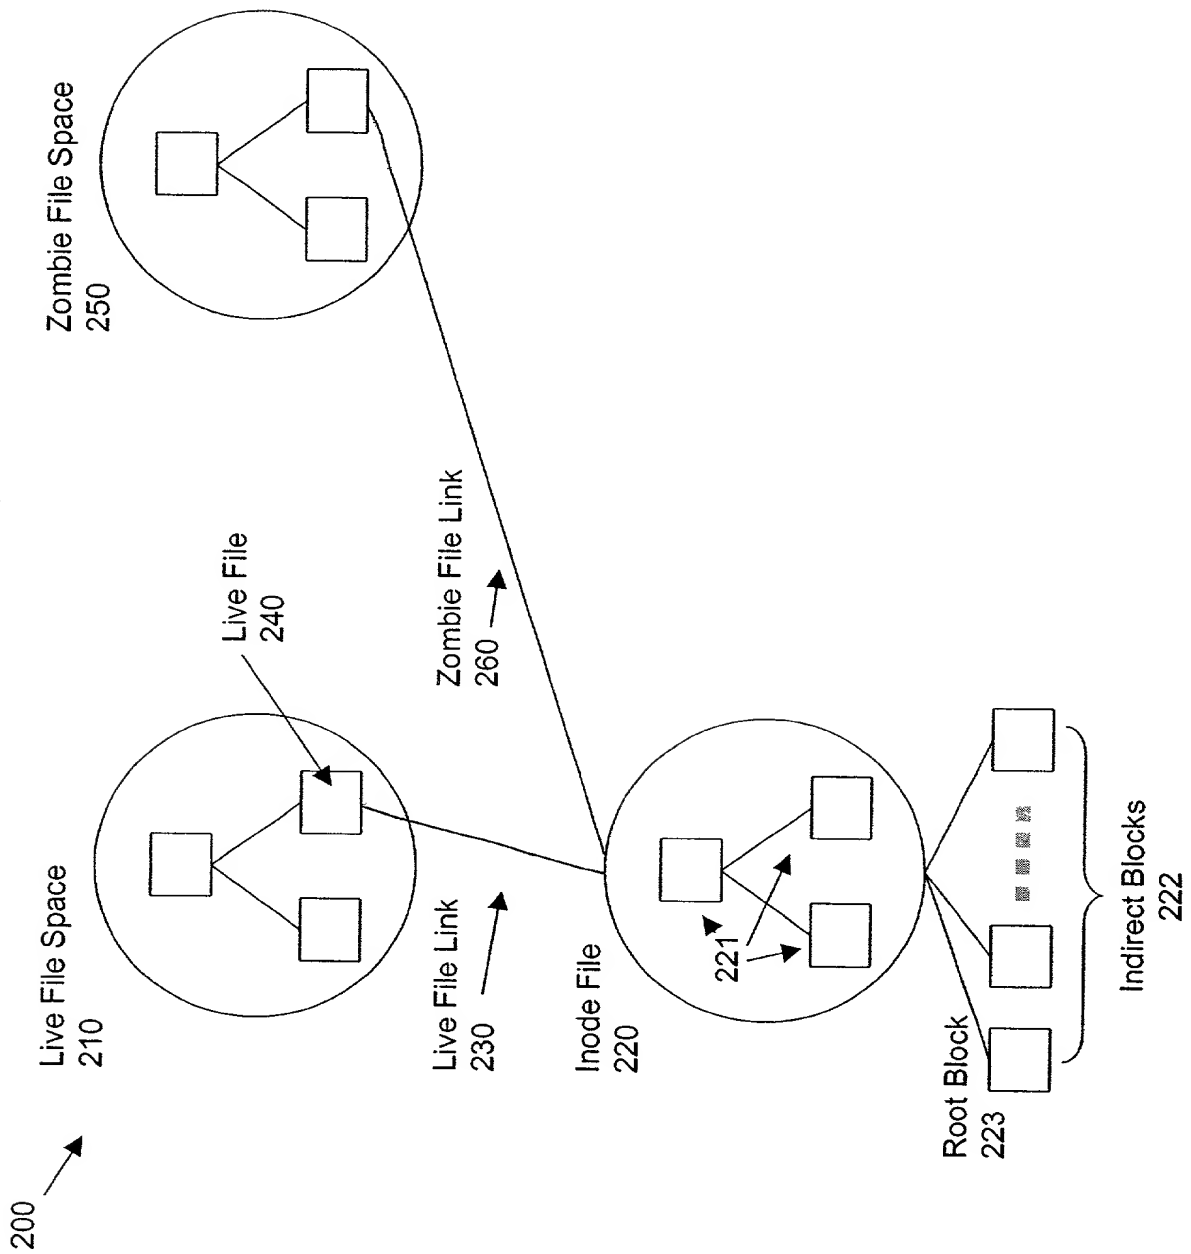 200
Live File Space
210
Zombie File Space
250
Live File
240
Live File Link
230
Zombie File Link
260
Inode File
220
221
Root Block
223
Indirect Blocks
222